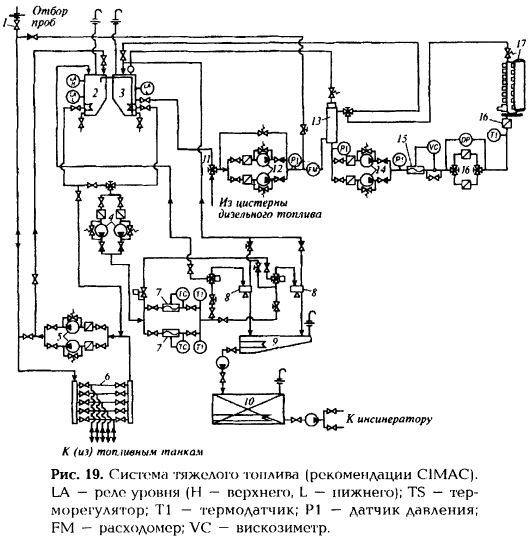 Отбор
проб
1
2
3
LA
H
LA
L
LA
H
17
16
T1
13
15
VC
DP
16
11
12
P1
FM
P1
14
P1
Из цистерны
дизельного топлива
4
7
TC
T1
8
8
5
7
TC
T1
9
6
10
К инсинератору
К (из) топливным танкам
Рис. 19. Система тяжелого топлива (рекомендации CIMAC).
LA – реле уровня (H – верхнего, L – нижнего); TS – тер-
морегулятор; T1 – термодатчик; P1 – датчик давления;
FM – расходомер; VC – вискозиметр.